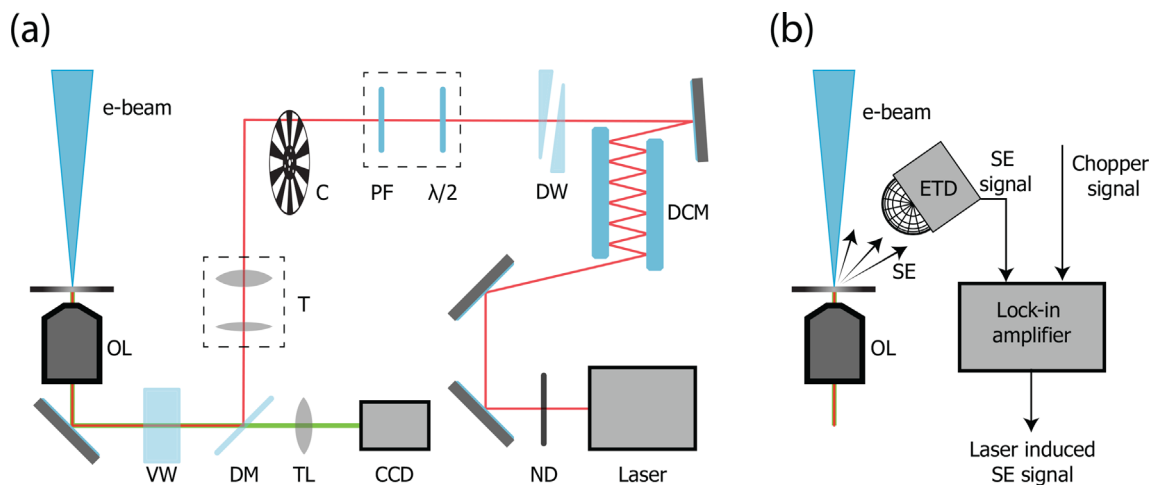 (a)
e-beam
C
PF
λ/2
DW
DCM
T
OL
VW
DM
TL
CCD
ND
Laser
(b)
e-beam
ETD
SE
signal
Chopper
signal
SE
OL
Lock-in
amplifier
Laser induced
SE signal